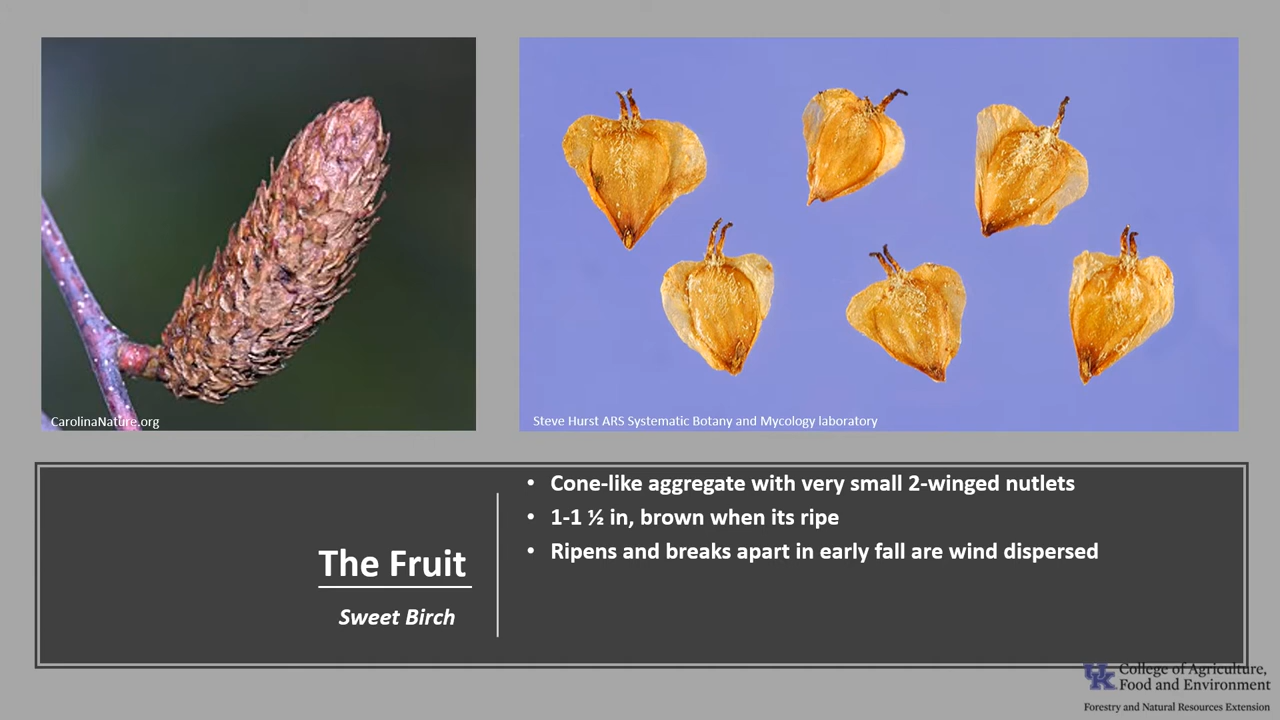 CarolinaNature.org
Steve Hurst ARS Systematic Botany and Mycology laboratory
The Fruit
Sweet Birch
• Cone-like aggregate with very small 2-winged nutlets
• 1-1 ½ in, brown when its ripe
• Ripens and breaks apart in early fall are wind dispersed
UK College of Agriculture,
Food and Environment
Forestry and Natural Resources Extension